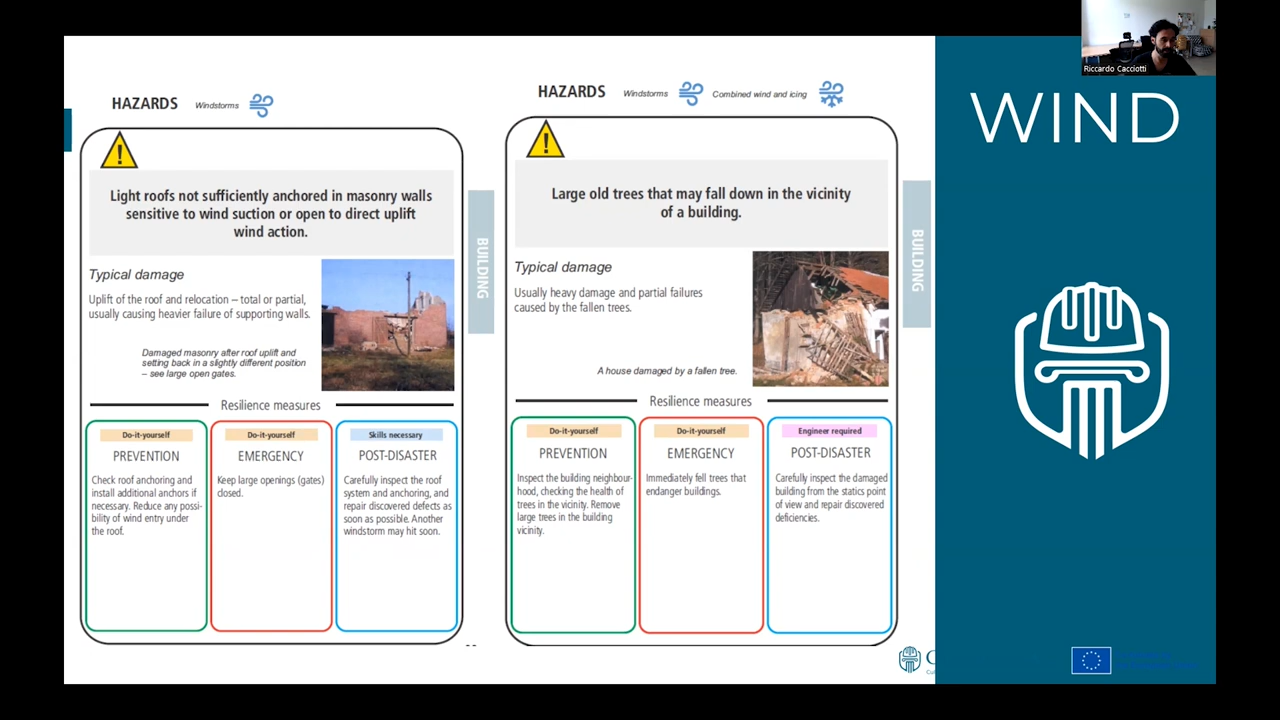 Riccardo Cacciotti
WIND
HAZARDS Windstorms
Light roofs not sufficiently anchored in masonry walls
sensitive to wind suction or open to direct uplift
wind action.
BUILDING
Typical damage
Uplift of the roof and relocation – total or partial,
usually causing heavier failure of supporting walls.
Damaged masonry after roof uplift and
setting back in a slightly different position
– see large open gates.
Resilience measures
Do-it-yourself
PREVENTION
Check roof anchoring and
install additional anchors if
necessary. Reduce any possi-
bility of wind entry under
the roof.
Do-it-yourself
EMERGENCY
Keep large openings (gates)
closed.
Skills necessary
POST-DISASTER
Carefully inspect the roof
system and anchoring, and
repair discovered defects as
soon as possible. Another
windstorm may hit soon.
HAZARDS Windstorms Combined wind and icing
Large old trees that may fall down in the vicinity
of a building.
BUILDING
Typical damage
Usually heavy damage and partial failures
caused by the fallen trees.
A house damaged by a fallen tree.
Resilience measures
Do-it-yourself
PREVENTION
Inspect the building neighbour-
hood, checking the health of
trees in the vicinity. Remove
large trees in the building
vicinity.
Do-it-yourself
EMERGENCY
Immediately fell trees that
endanger buildings.
Engineer required
POST-DISASTER
Carefully inspect the damaged
building from the statics point
of view and repair discovered
deficiencies.